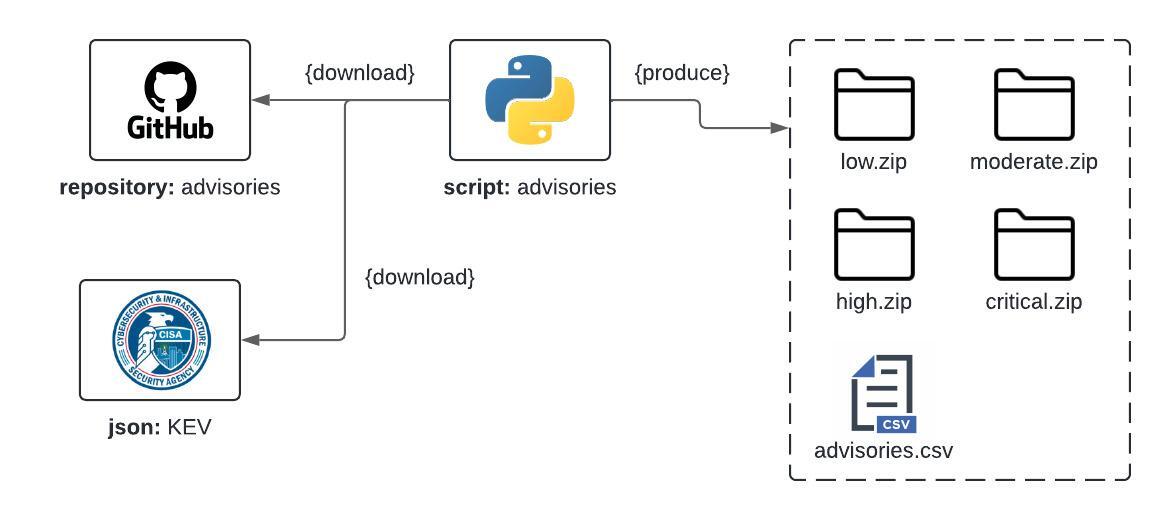 {download}
{produce}
GitHub
repository: advisories
script: advisories
low.zip
moderate.zip
{download}
high.zip
critical.zip
CYBERSECURITY & INFRASTRUCTURE
SECURITY AGENCY
CISA
json: KEV
CSV
advisories.csv